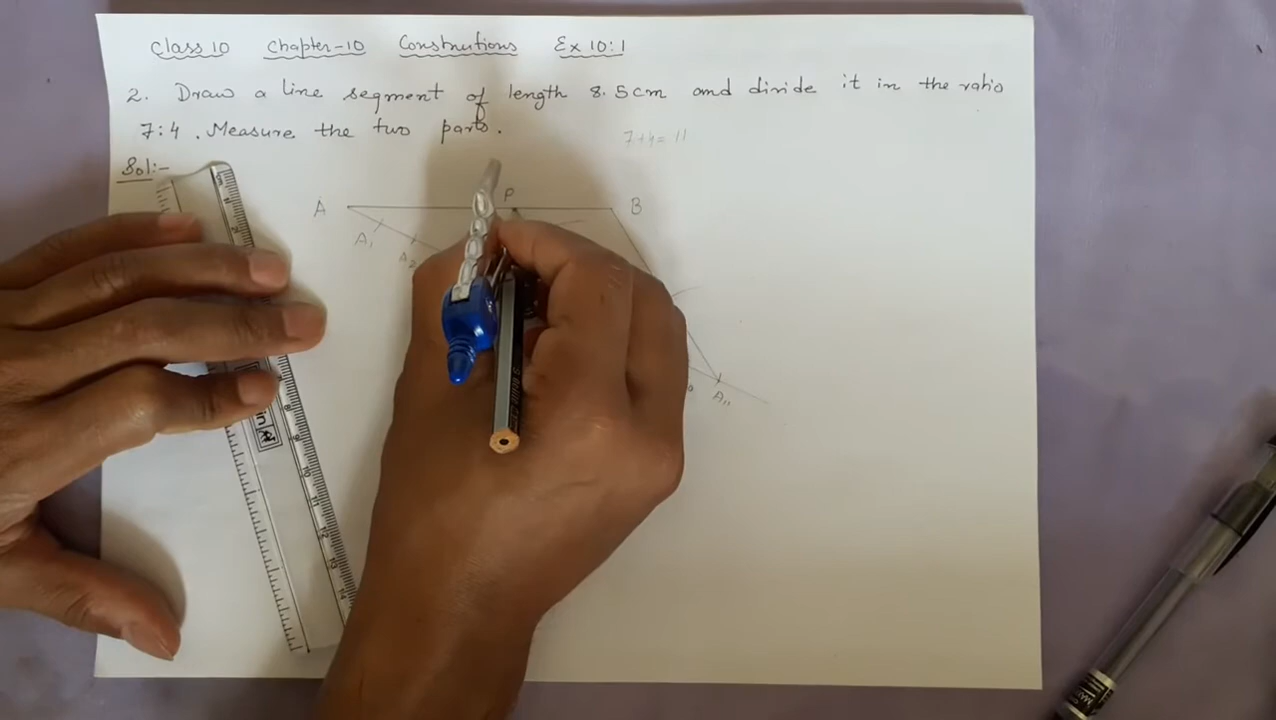 Class 10 Chapter-10 Constructions Ex 10:1
2. Draw a line segment of length 8.5cm and divide it in the ratio
7:4. Measure the two parts.
7+4= 11
Sol:-
A P B
A₁
A₂
A₁₁